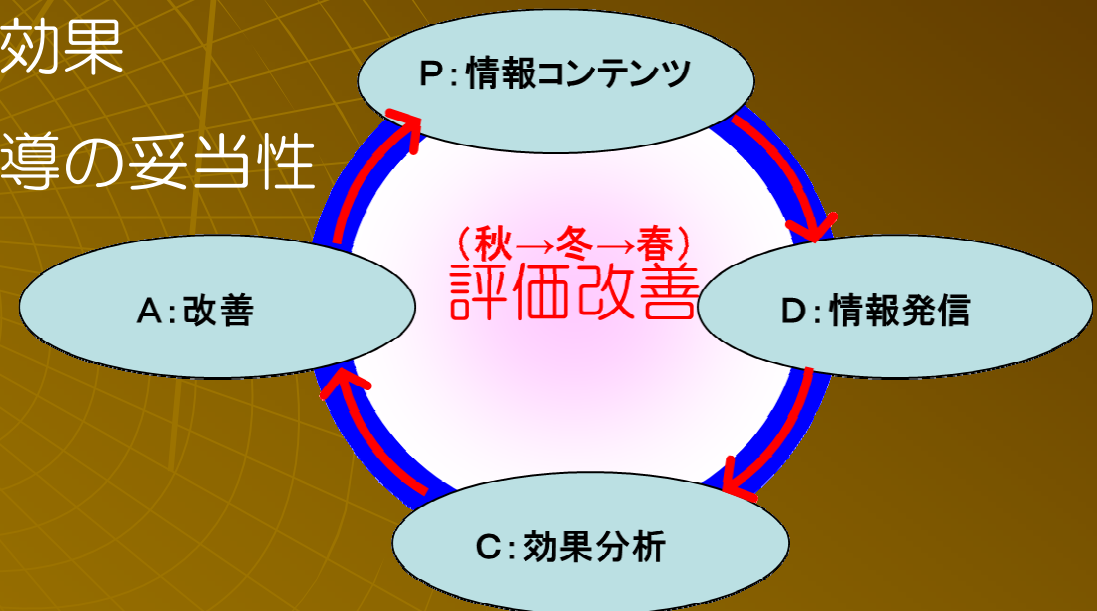 効果
P:情報コンテンツ
導の妥当性
(秋→冬→春)
評価改善
A:改善
D:情報発信
C:効果分析